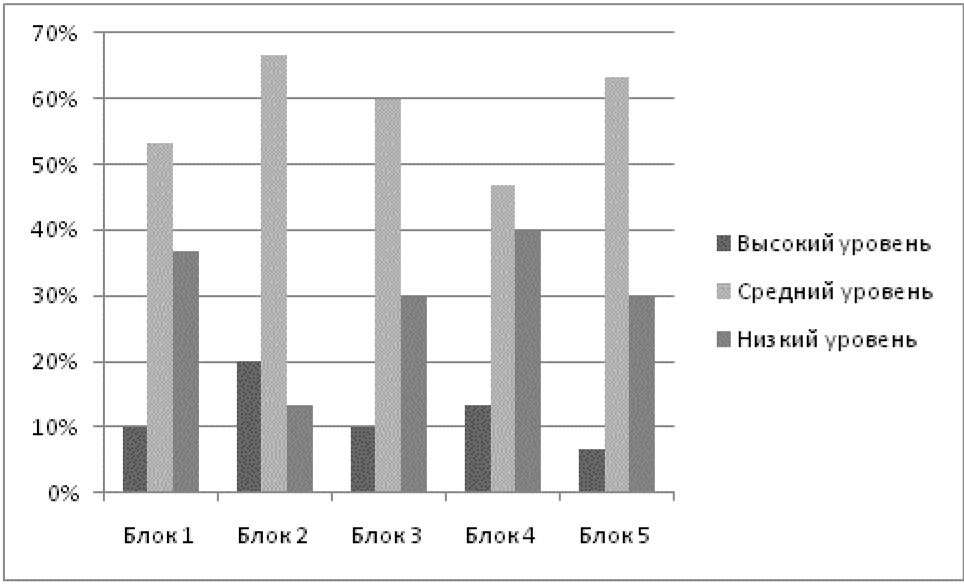 70%
60%
50%
40%
30%
20%
10%
0%
Блок 1
Блок 2
Блок 3
Блок 4
Блок 5
Высокий уровень
Средний уровень
Низкий уровень